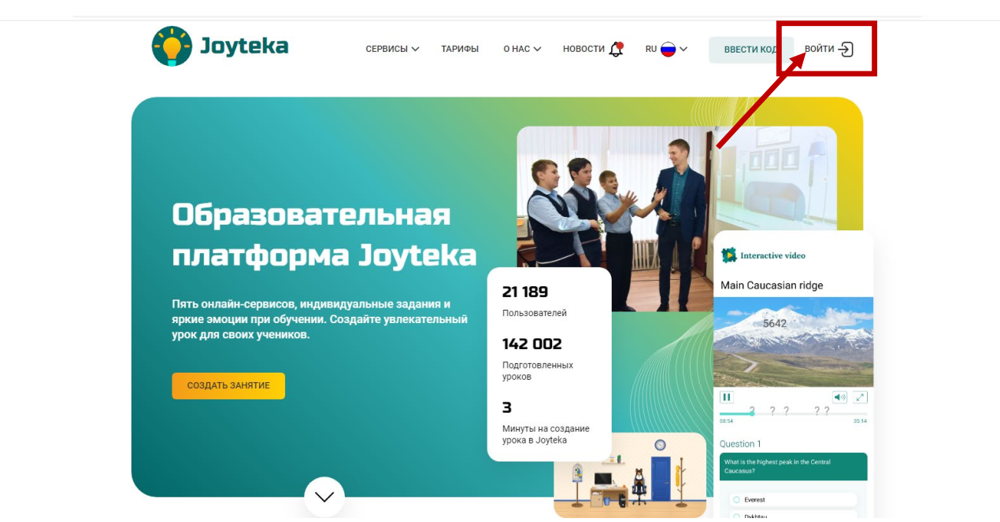 Joyteka
СЕРВИСЫ
ТАРИФЫ
О НАС
НОВОСТИ
RU
ВВЕСТИ КОД
ВОЙТИ
Образовательная
платформа Joyteka
Пять онлайн-сервисов, индивидуальные задания и
яркие эмоции при обучении. Создайте увлекательный
урок для своих учеников.
СОЗДАТЬ ЗАНЯТИЕ
21 189
Пользователей
142 002
Подготовленных
уроков
3
Минуты на создание
урока в Joyteka
Interactive video
Main Caucasian ridge
5642
? ? ? ? ?
08:54
35:14
Question 1
What is the highest peak in the Central
Caucasus?
Everest
Dykhtau